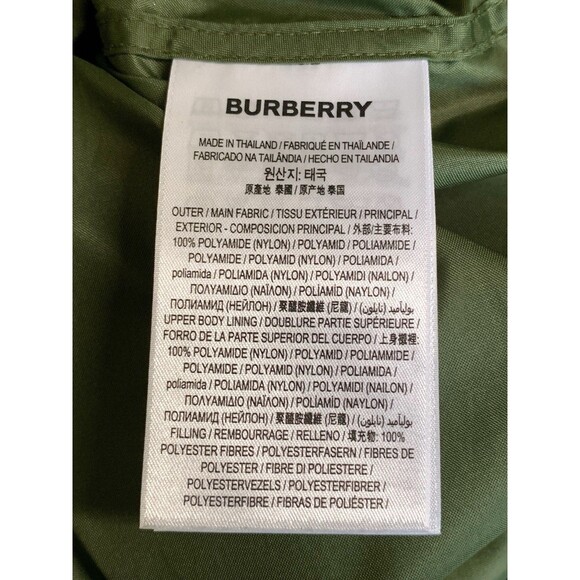 BURBERRY
MADE IN THAILAND / FABRIQUÉ EN THAÏLANDE /
FABRICADO NA TAILÂNDIA / HECHO EN TAILANDIA
원산지: 태국
原產地 泰國 / 原产地 泰国
OUTER / MAIN FABRIC / TISSU EXTÉRIEUR / PRINCIPAL /
EXTERIOR - COMPOSICION PRINCIPAL / 外部/主要布料:
100% POLYAMIDE (NYLON) / POLYAMID / POLIAMMIDE /
POLYAMIDE / POLYAMID (NYLON) / POLIAMIDA /
poliamida / POLIAMIDA (NYLON) / POLYAMIDI (NAILON) /
ΠΟΛΥΑΜΙΔΙΟ (ΝΑΪΛΟΝ) / POLÍAMÍD (NAYLON) /
ПОЛИАМИД (НЕЙЛОН) / 聚醯胺纖維 (尼龍) / بولياميد (نايلون) /
UPPER BODY LINING / DOUBLURE PARTIE SUPÉRIEURE /
FORRO DE LA PARTE SUPERIOR DEL CUERPO / 上身襯裡:
100% POLYAMIDE (NYLON) / POLYAMID / POLIAMMIDE /
POLYAMIDE / POLYAMID (NYLON) / POLIAMIDA /
poliamida / POLIAMIDA (NYLON) / POLYAMIDI (NAILON) /
ΠΟΛΥΑΜΙΔΙΟ (ΝΑΪΛΟΝ) / POLÍAMÍD (NAYLON) /
ПОЛИАМИД (НЕЙЛОН) / 聚醯胺纖維 (尼龍) / بولياميد (نايلون) /
FILLING / REMBOURRAGE / RELLENO / 填充物: 100%
POLYESTER FIBRES / POLYESTERFASERN / FIBRES DE
POLYESTER / FIBRE DI POLIESTERE /
POLYESTERVEZELS / POLYESTERFIBRER /
POLYESTERFIBRE / FIBRAS DE POLIÉSTER /